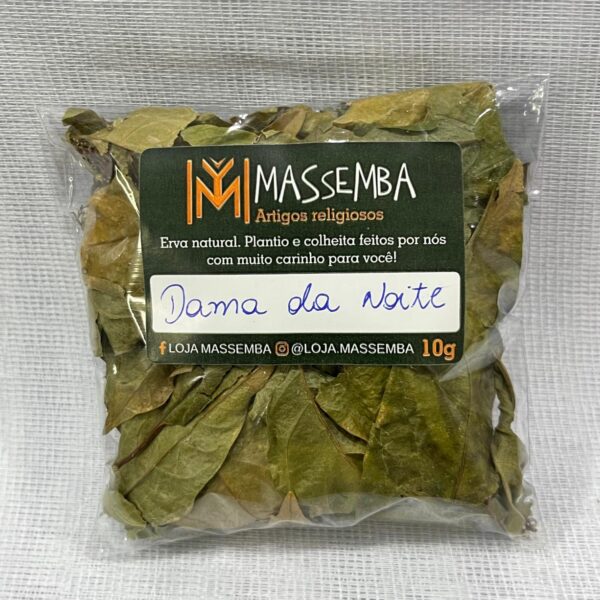 MASSEMBA
Artigos religiosos
Erva natural. Plantio e colheita feitos por nós
com muito carinho para você!
Dama da Noite
LOJA MASSEMBA @LOJA.MASSEMBA 10g